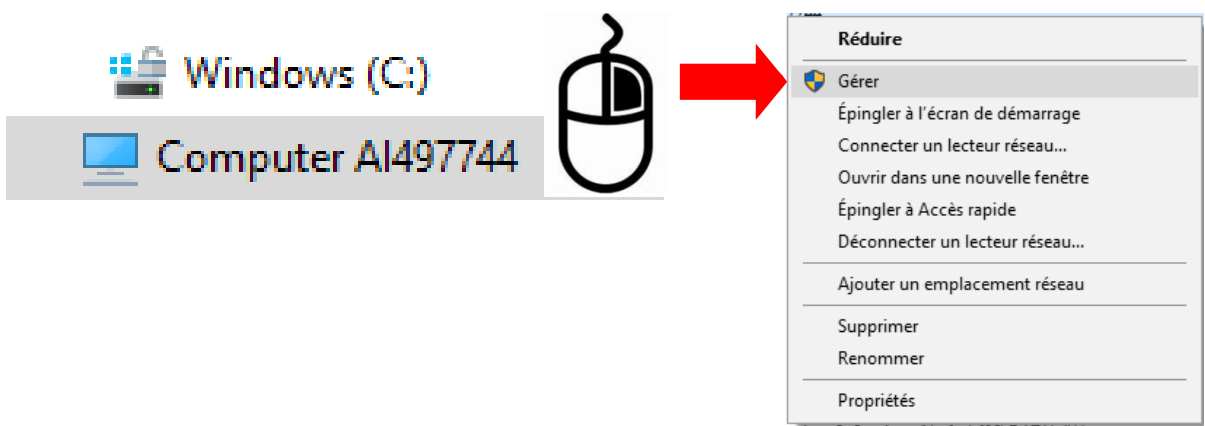 Windows (C:)
Computer AI497744
Réduire
Gérer
Épingler à l'écran de démarrage
Connecter un lecteur réseau...
Ouvrir dans une nouvelle fenêtre
Épingler à Accès rapide
Déconnecter un lecteur réseau...
Ajouter un emplacement réseau
Supprimer
Renommer
Propriétés